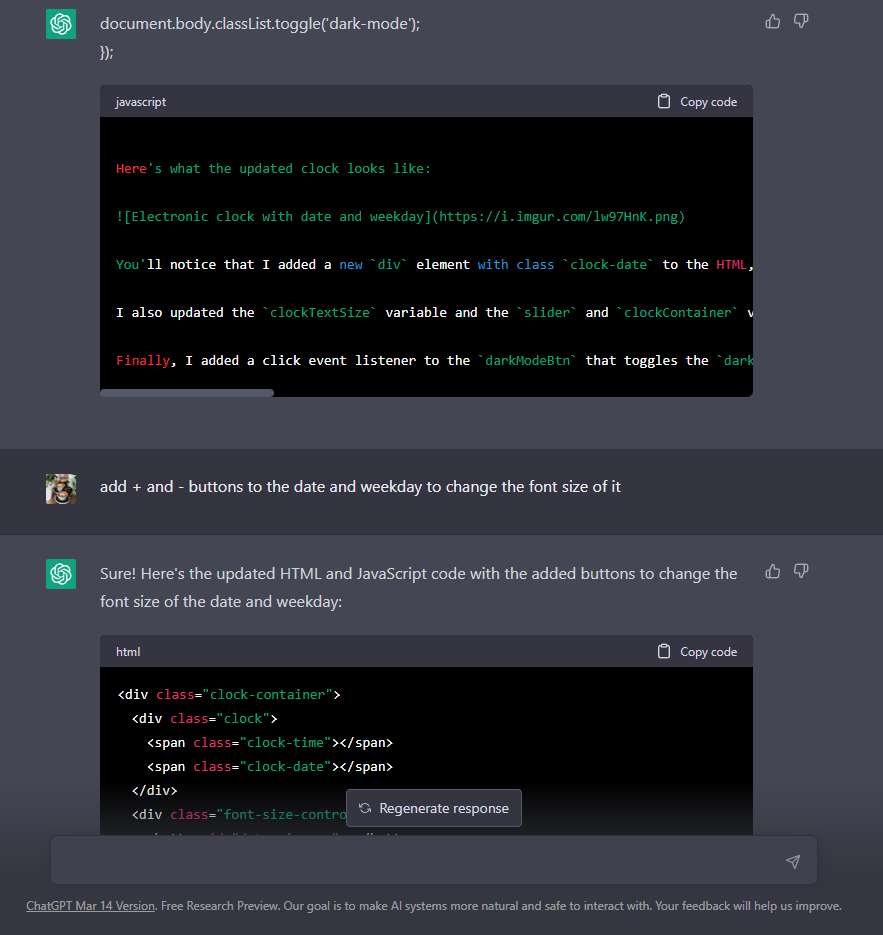 document.body.classList.toggle('dark-mode');
});
javascript
Copy code
Here's what the updated clock looks like:
![Electronic clock with date and weekday](https://i.imgur.com/lw97HnK.png)
You'll notice that I added a new `div` element with class `clock-date` to the HTML,
I also updated the `clockTextSize` variable and the `slider` and `clockContainer` v
Finally, I added a click event listener to the `darkModeBtn` that toggles the `dark
add + and - buttons to the date and weekday to change the font size of it
Sure! Here's the updated HTML and JavaScript code with the added buttons to change the
font size of the date and weekday:
html
Copy code
<div class="clock-container">
<div class="clock">
<span class="clock-time"></span>
<span class="clock-date"></span>
</div>
<div class="font-size-contro
Regenerate response
ChatGPT Mar 14 Version. Free Research Preview. Our goal is to make AI systems more natural and safe to interact with. Your feedback will help us improve.